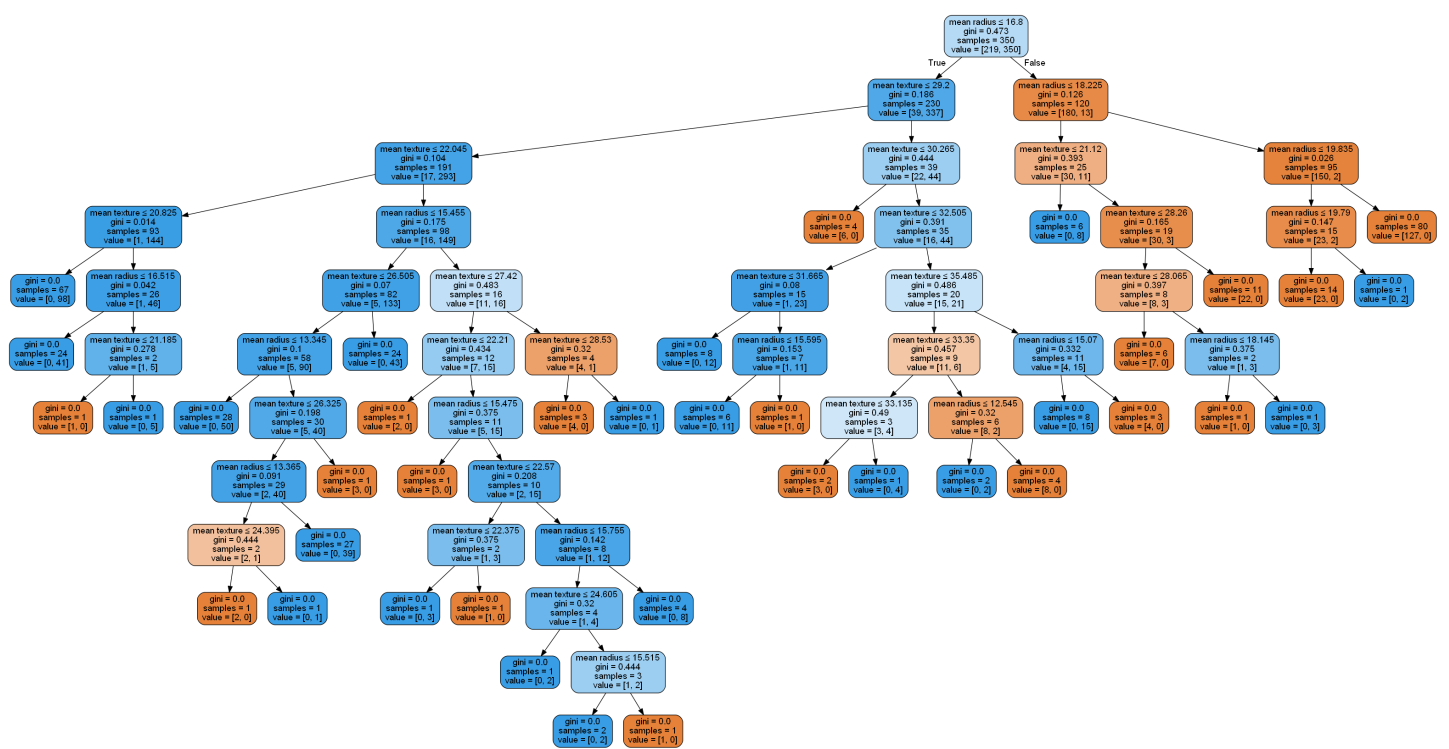 mean radius ≤ 16.8
gini = 0.473
samples = 350
value = [219, 350]
True
False
mean texture ≤ 29.2
gini = 0.186
samples = 230
value = [39, 337]
mean radius ≤ 18.225
gini = 0.126
samples = 120
value = [180, 13]
mean texture ≤ 22.045
gini = 0.104
samples = 191
value = [17, 293]
mean texture ≤ 30.265
gini = 0.444
samples = 39
value = [22, 44]
mean texture ≤ 21.12
gini = 0.393
samples = 25
value = [30, 11]
mean radius ≤ 19.835
gini = 0.026
samples = 95
value = [150, 2]
mean texture ≤ 20.825
gini = 0.014
samples = 93
value = [1, 144]
mean radius ≤ 15.455
gini = 0.175
samples = 98
value = [16, 149]
gini = 0.0
samples = 4
value = [6, 0]
mean texture ≤ 32.505
gini = 0.391
samples = 35
value = [16, 44]
gini = 0.0
samples = 6
value = [0, 8]
mean texture ≤ 28.26
gini = 0.165
samples = 19
value = [30, 3]
mean radius ≤ 19.79
gini = 0.147
samples = 15
value = [23, 2]
gini = 0.0
samples = 80
value = [127, 0]
gini = 0.0
samples = 67
value = [0, 98]
mean radius ≤ 16.515
gini = 0.042
samples = 26
value = [1, 46]
mean texture ≤ 26.505
gini = 0.07
samples = 82
value = [5, 133]
mean texture ≤ 27.42
gini = 0.483
samples = 16
value = [11, 16]
mean texture ≤ 31.665
gini = 0.08
samples = 15
value = [1, 23]
mean texture ≤ 35.485
gini = 0.486
samples = 20
value = [15, 21]
mean texture ≤ 28.065
gini = 0.397
samples = 8
value = [8, 3]
gini = 0.0
samples = 11
value = [22, 0]
gini = 0.0
samples = 14
value = [23, 0]
gini = 0.0
samples = 1
value = [0, 2]
gini = 0.0
samples = 24
value = [0, 41]
mean texture ≤ 21.185
gini = 0.278
samples = 2
value = [1, 5]
mean radius ≤ 13.345
gini = 0.1
samples = 58
value = [5, 90]
gini = 0.0
samples = 24
value = [0, 43]
mean texture ≤ 22.21
gini = 0.434
samples = 12
value = [7, 15]
mean texture ≤ 28.53
gini = 0.32
samples = 4
value = [4, 1]
gini = 0.0
samples = 8
value = [0, 12]
mean radius ≤ 15.595
gini = 0.153
samples = 7
value = [1, 11]
mean texture ≤ 33.35
gini = 0.457
samples = 9
value = [11, 6]
mean radius ≤ 15.07
gini = 0.332
samples = 11
value = [4, 15]
gini = 0.0
samples = 6
value = [7, 0]
mean radius ≤ 18.145
gini = 0.375
samples = 2
value = [1, 3]
gini = 0.0
samples = 1
value = [1, 0]
gini = 0.0
samples = 1
value = [0, 5]
gini = 0.0
samples = 28
value = [0, 50]
mean texture ≤ 26.325
gini = 0.198
samples = 30
value = [5, 40]
gini = 0.0
samples = 1
value = [2, 0]
mean radius ≤ 15.475
gini = 0.375
samples = 11
value = [5, 15]
gini = 0.0
samples = 3
value = [4, 0]
gini = 0.0
samples = 1
value = [0, 1]
gini = 0.0
samples = 6
value = [0, 11]
gini = 0.0
samples = 1
value = [1, 0]
mean texture ≤ 33.135
gini = 0.49
samples = 3
value = [3, 4]
mean radius ≤ 12.545
gini = 0.32
samples = 6
value = [8, 2]
gini = 0.0
samples = 8
value = [0, 15]
gini = 0.0
samples = 3
value = [4, 0]
gini = 0.0
samples = 1
value = [1, 0]
gini = 0.0
samples = 1
value = [0, 3]
mean radius ≤ 13.365
gini = 0.091
samples = 29
value = [2, 40]
gini = 0.0
samples = 1
value = [3, 0]
gini = 0.0
samples = 1
value = [3, 0]
mean texture ≤ 22.57
gini = 0.208
samples = 10
value = [2, 15]
gini = 0.0
samples = 2
value = [3, 0]
gini = 0.0
samples = 1
value = [0, 4]
gini = 0.0
samples = 2
value = [0, 2]
gini = 0.0
samples = 4
value = [8, 0]
mean texture ≤ 24.395
gini = 0.444
samples = 2
value = [2, 1]
gini = 0.0
samples = 27
value = [0, 39]
mean texture ≤ 22.375
gini = 0.375
samples = 2
value = [1, 3]
mean radius ≤ 15.755
gini = 0.142
samples = 8
value = [1, 12]
gini = 0.0
samples = 1
value = [2, 0]
gini = 0.0
samples = 1
value = [0, 1]
gini = 0.0
samples = 1
value = [0, 3]
gini = 0.0
samples = 1
value = [1, 0]
mean texture ≤ 24.605
gini = 0.32
samples = 4
value = [1, 4]
gini = 0.0
samples = 4
value = [0, 8]
gini = 0.0
samples = 1
value = [0, 2]
mean radius ≤ 15.515
gini = 0.444
samples = 3
value = [1, 2]
gini = 0.0
samples = 2
value = [0, 2]
gini = 0.0
samples = 1
value = [1, 0]